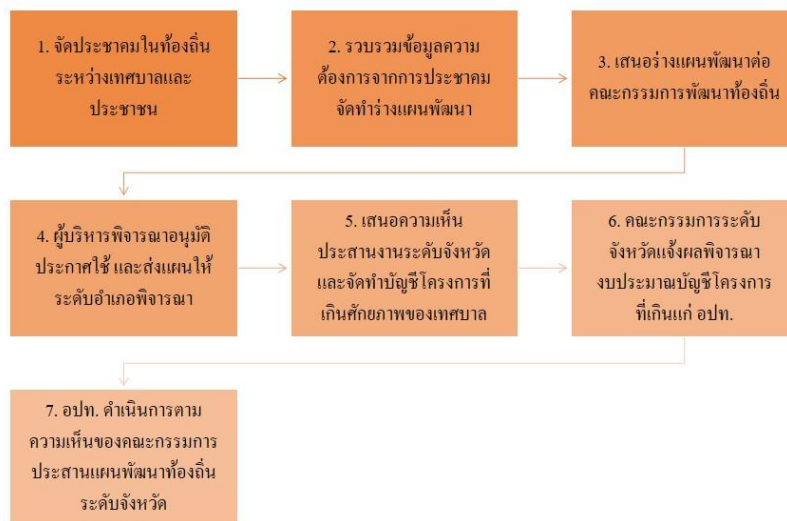 1. จัดประชาคมในท้องถิ่น
ระหว่างเทศบาลและ
ประชาชน
2. รวบรวมข้อมูลความ
ต้องการจากการประชาคม
จัดทำร่างแผนพัฒนา
3. เสนอร่างแผนพัฒนาต่อ
คณะกรรมการพัฒนาท้องถิ่น
4. ผู้บริหารพิจารณาอนุมัติ
ประกาศใช้ และส่งแผนให้
ระดับอำเภอพิจารณา
5. เสนอความเห็น
ประสานงานระดับจังหวัด
และจัดทำบัญชีโครงการที่
เกินศักยภาพของเทศบาล
6. คณะกรรมการระดับ
จังหวัดแจ้งผลพิจารณา
งบประมาณบัญชีโครงการ
ที่เกินแก่ อปท.
7. อปท. ดำเนินการตาม
ความเห็นของคณะกรรมการ
ประสานแผนพัฒนาท้องถิ่น
ระดับจังหวัด